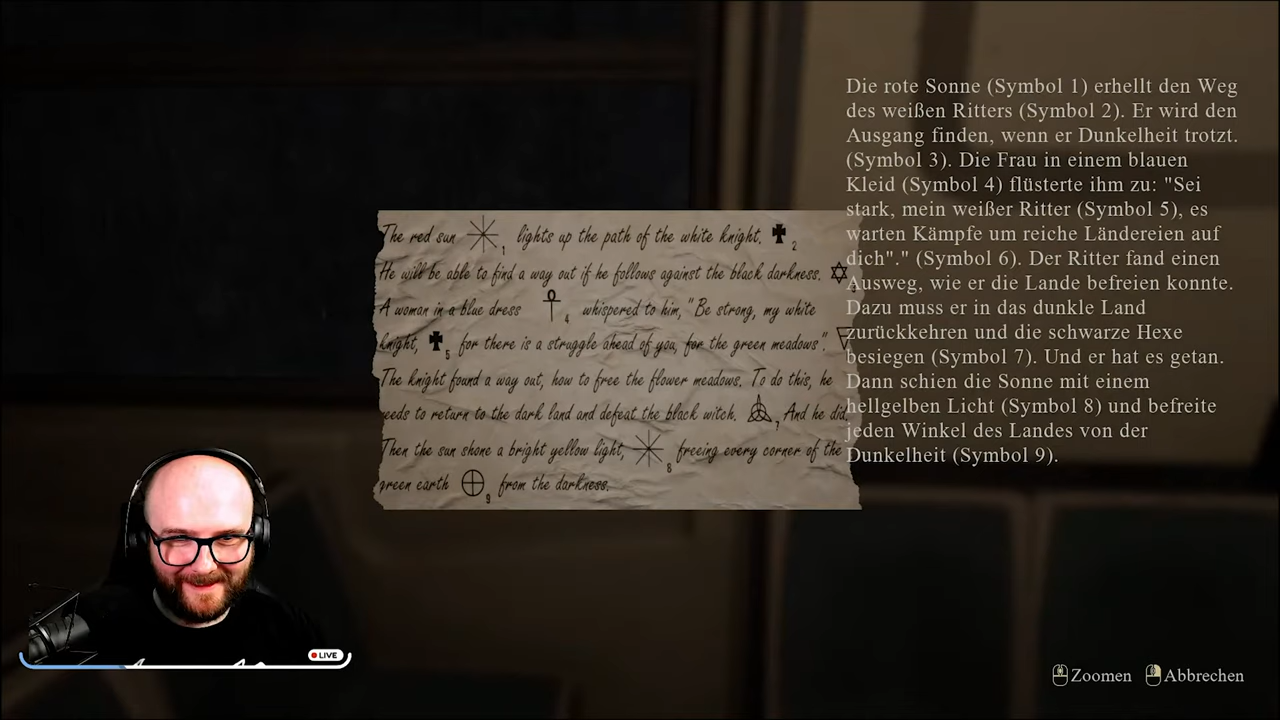 The red sun 1 lights up the path of the white knight. 2
He will be able to find a way out if he follows against the black darkness.
A woman in a blue dress 4 whispered to him, "Be strong, my white
knight, 5 for there is a struggle ahead of you, for the green meadows".
The knight found a way out, how to free the flower meadows. To do this, he
eeds to return to the dark land and defeat the black witch. 7 And he did.
Then the sun shone a bright yellow light, 8 freeing every corner of the
green earth 9 from the darkness.
Die rote Sonne (Symbol 1) erhellt den Weg
des weißen Ritters (Symbol 2). Er wird den
Ausgang finden, wenn er Dunkelheit trotzt.
(Symbol 3). Die Frau in einem blauen
Kleid (Symbol 4) flüsterte ihm zu: "Sei
stark, mein weißer Ritter (Symbol 5), es
warten Kämpfe um reiche Ländereien auf
dich"." (Symbol 6). Der Ritter fand einen
Ausweg, wie er die Lande befreien konnte.
Dazu muss er in das dunkle Land
zurückkehren und die schwarze Hexe
besiegen (Symbol 7). Und er hat es getan.
Dann schien die Sonne mit einem
hellgelben Licht (Symbol 8) und befreite
jeden Winkel des Landes von der
Dunkelheit (Symbol 9).
LIVE
Zoomen Abbrechen